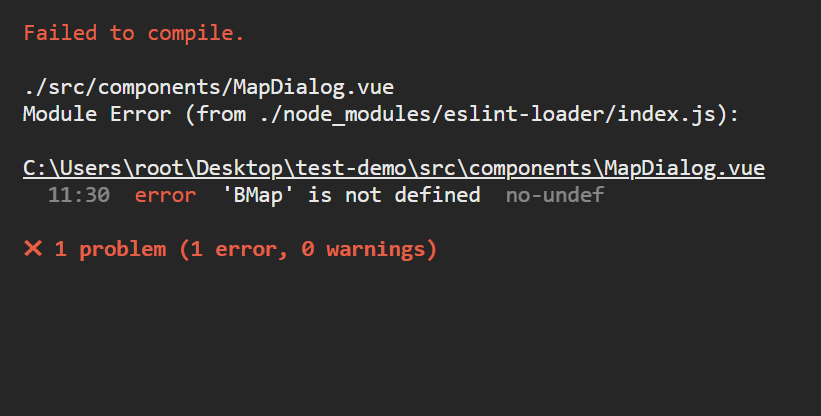 Failed to compile.
./src/components/MapDialog.vue
Module Error (from ./node_modules/eslint-loader/index.js):
C:\Users\root\Desktop\test-demo\src\components\MapDialog.vue
11:30  error  'BMap' is not defined  no-undef
✕ 1 problem (1 error, 0 warnings)